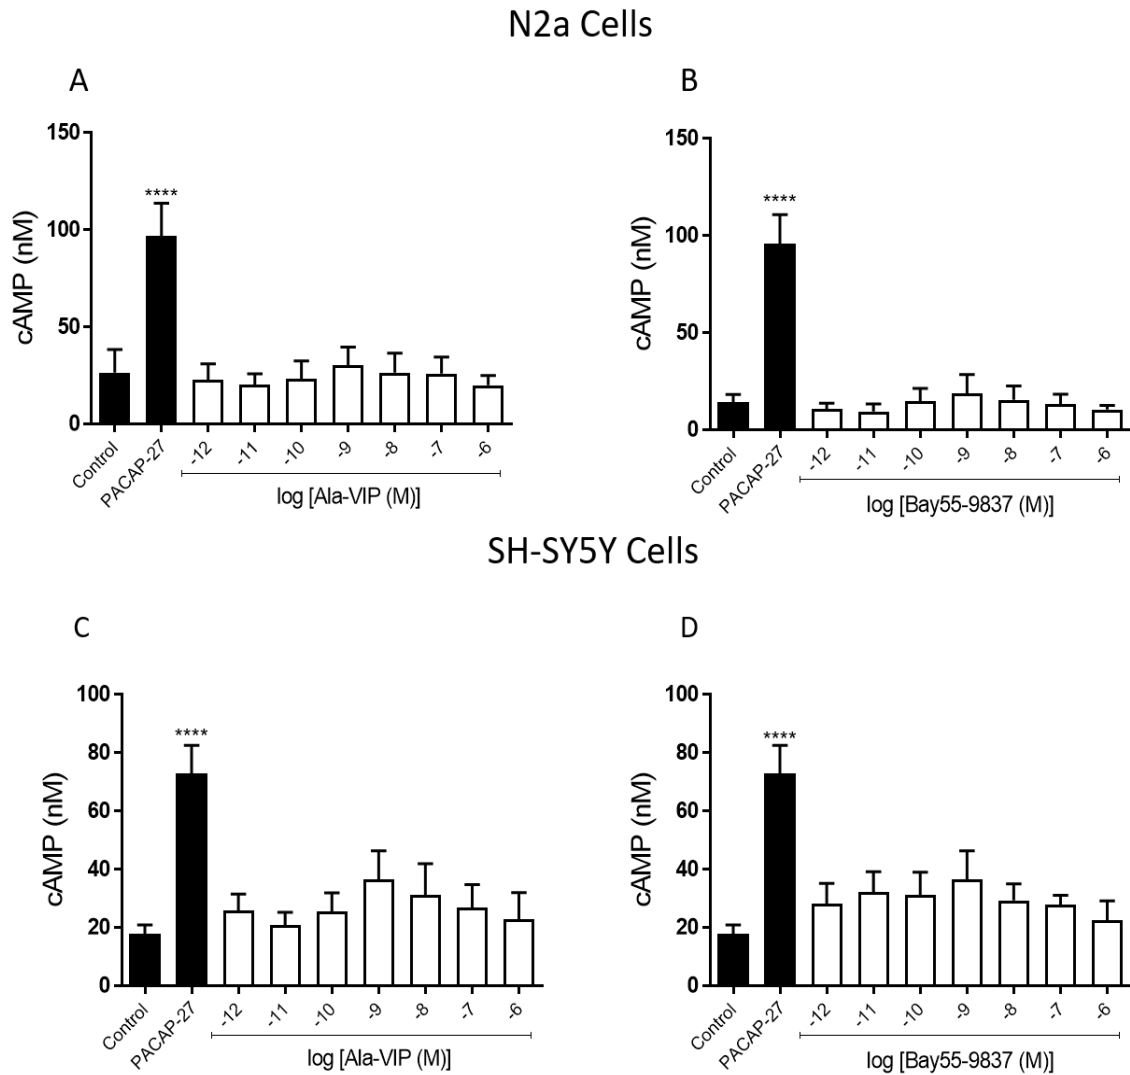 N2a Cells
A
B
150
100
50
0
cAMP (nM)
****
Control
PACAP-27
-12
-11
-10
-9
-8
-7
-6
log [Ala-VIP (M)]
150
100
50
0
cAMP (nM)
****
Control
PACAP-27
-12
-11
-10
-9
-8
-7
-6
log [Bay55-9837 (M)]
SH-SY5Y Cells
C
D
100
80
60
40
20
0
cAMP (nM)
****
Control
PACAP-27
-12
-11
-10
-9
-8
-7
-6
log [Ala-VIP (M)]
100
80
60
40
20
0
cAMP (nM)
****
Control
PACAP-27
-12
-11
-10
-9
-8
-7
-6
log [Bay55-9837 (M)]